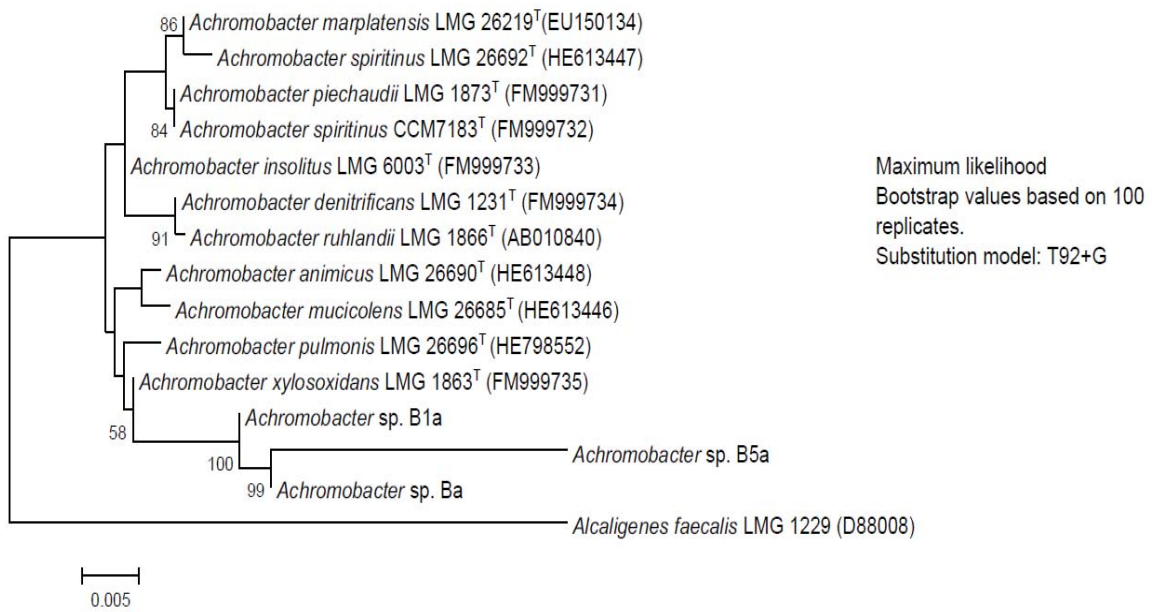 86 Achromobacter marplatensis LMG 26219T(EU150134)
Achromobacter spiritinus LMG 26692T (HE613447)
Achromobacter piechaudii LMG 1873T (FM999731)
84 Achromobacter spiritinus CCM7183T (FM999732)
Achromobacter insolitus LMG 6003T (FM999733)
Achromobacter denitrificans LMG 1231T (FM999734)
91 Achromobacter ruhlandii LMG 1866T (AB010840)
Achromobacter animicus LMG 26690T (HE613448)
Achromobacter mucicolens LMG 26685T (HE613446)
Achromobacter pulmonis LMG 26696T (HE798552)
Achromobacter xylosoxidans LMG 1863T (FM999735)
58
Achromobacter sp. B1a
100
Achromobacter sp. B5a
99 Achromobacter sp. Ba
Alcaligenes faecalis LMG 1229 (D88008)
0.005
Maximum likelihood
Bootstrap values based on 100
replicates.
Substitution model: T92+G